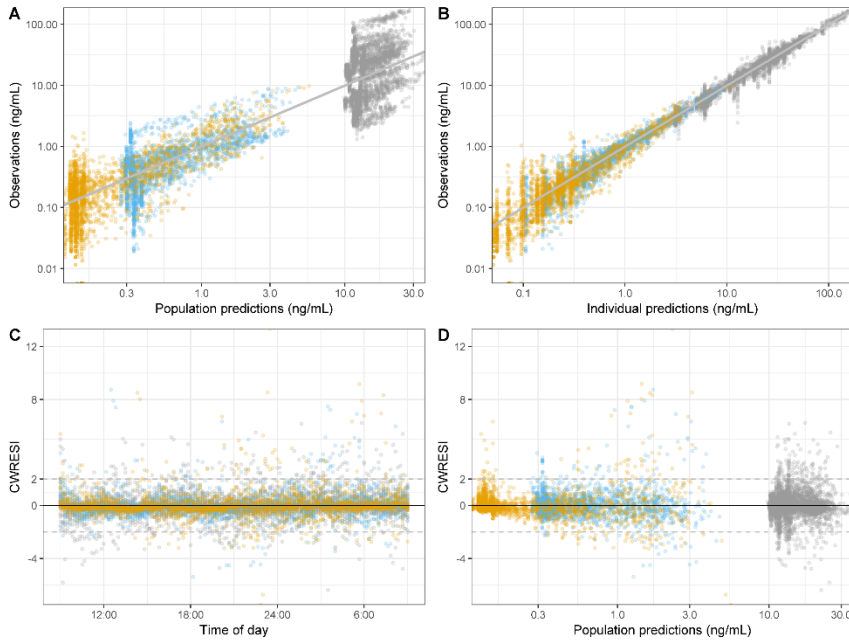 A
Observations (ng/mL)
100.00
10.00
1.00
0.10
0.01
0.3 1.0 3.0 10.0 30.0
Population predictions (ng/mL)
B
Observations (ng/mL)
100.00
10.00
1.00
0.10
0.01
0.1 1.0 10.0 100.0
Individual predictions (ng/mL)
C
CWRESI
12
8
2
0
-4
12:00 18:00 24:00 6:00
Time of day
D
CWRESI
12
8
2
0
-4
0.3 1.0 3.0 10.0 30.0
Population predictions (ng/mL)